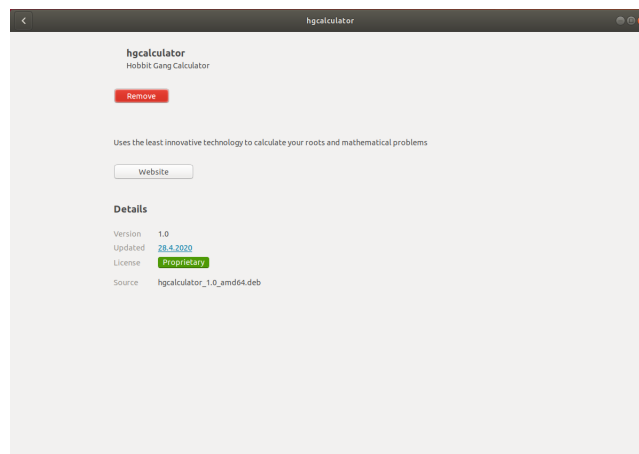 hgcalculator
hgcalculator
Hobbit Gang Calculator
Remove
Uses the least innovative technology to calculate your roots and mathematical problems
Website
Details
Version 1.0
Updated 28.4.2020
License Proprietary
Source hgcalculator_1.0_amd64.deb